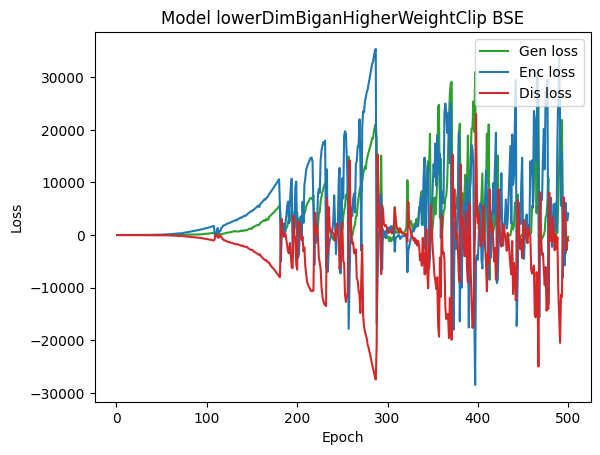 Model lowerDimBiganHigherWeightClip BSE
Gen loss
Enc loss
Dis loss
30000
20000
10000
0
−10000
−20000
−30000
Loss
0 100 200 300 400 500
Epoch